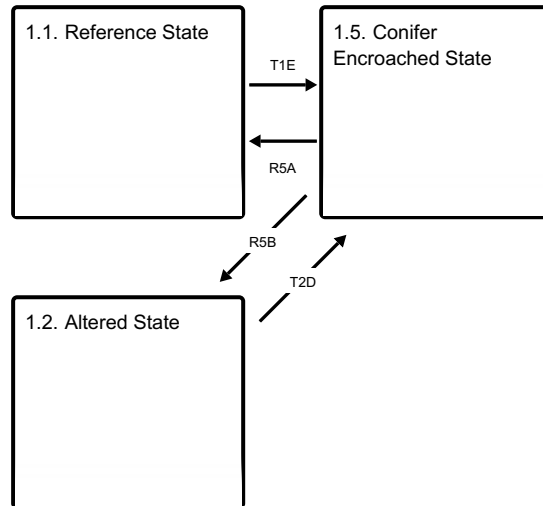 1.1. Reference State
1.5. Conifer
Encroached State
T1E
R5A
R5B
T2D
1.2. Altered State